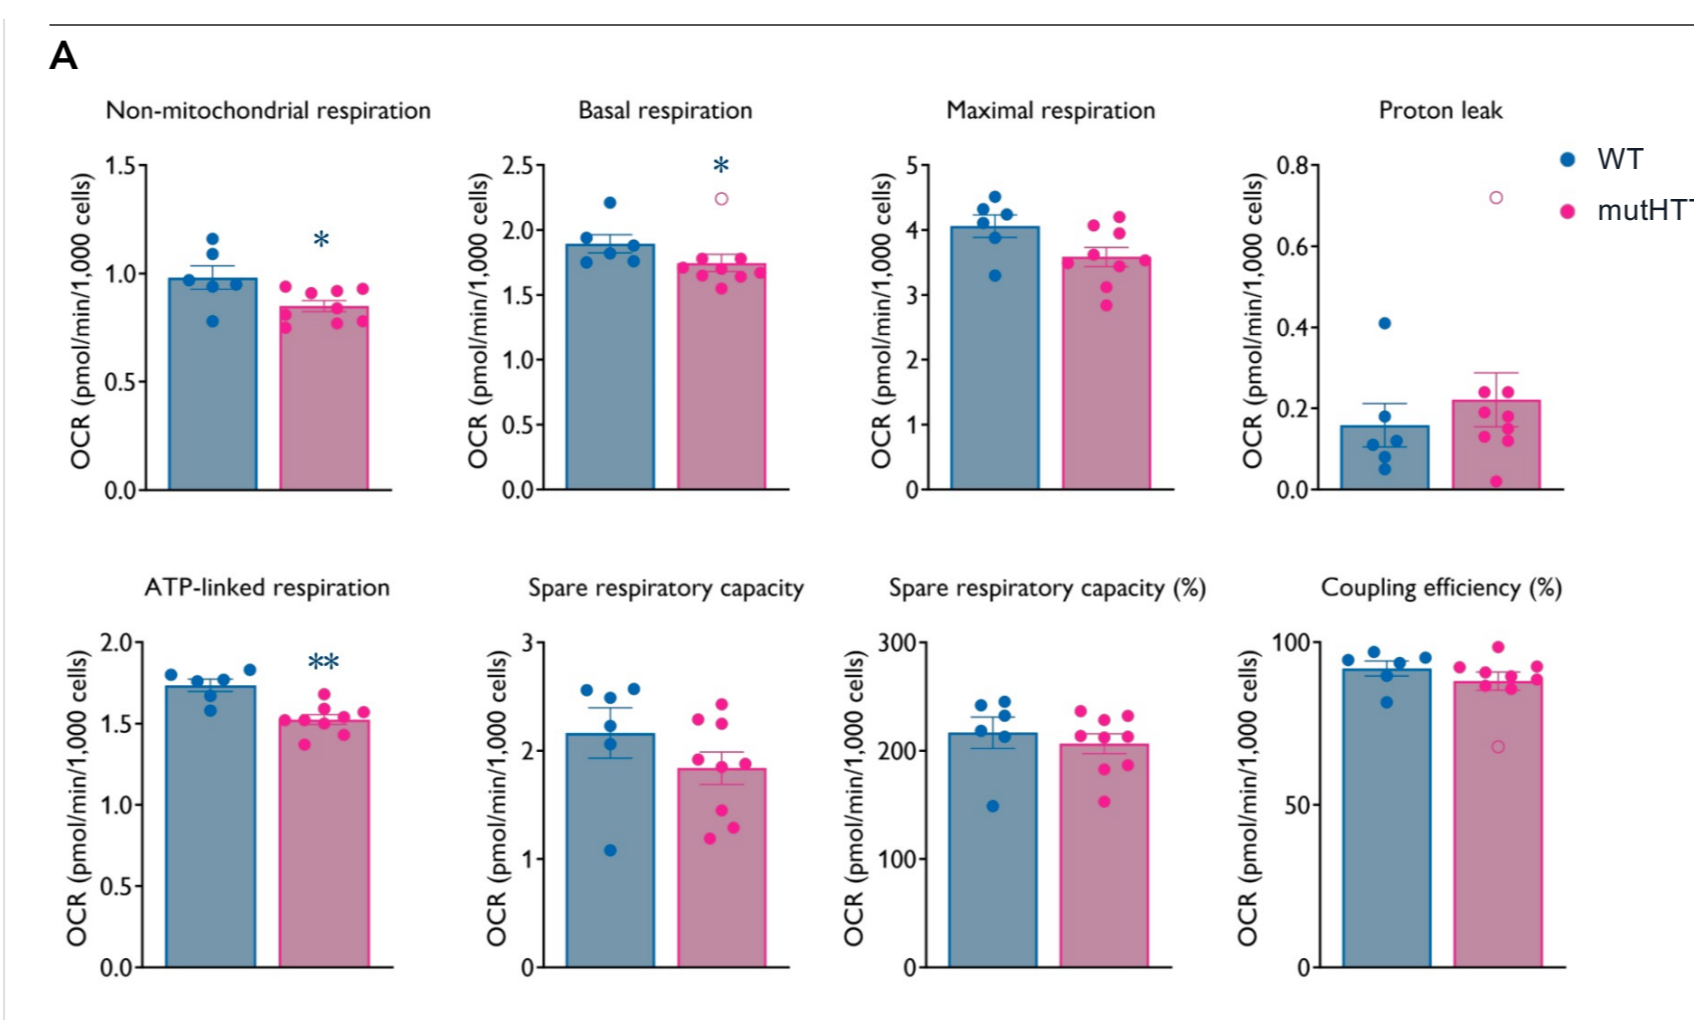 A
Non-mitochondrial respiration
Basal respiration
Maximal respiration
Proton leak
OCR (pmol/min/1,000 cells)
1.5
1.0
0.5
0.0
*
OCR (pmol/min/1,000 cells)
2.5
2.0
1.5
1.0
0.5
0.0
*
OCR (pmol/min/1,000 cells)
5
4
3
2
1
0
OCR (pmol/min/1,000 cells)
0.8
0.6
0.4
0.2
0.0
WT
mutHTT
ATP-linked respiration
Spare respiratory capacity
Spare respiratory capacity (%)
Coupling efficiency (%)
OCR (pmol/min/1,000 cells)
2.0
1.5
1.0
0.5
0.0
**
OCR (pmol/min/1,000 cells)
3
2
1
0
OCR (pmol/min/1,000 cells)
300
200
100
0
OCR (pmol/min/1,000 cells)
100
50
0